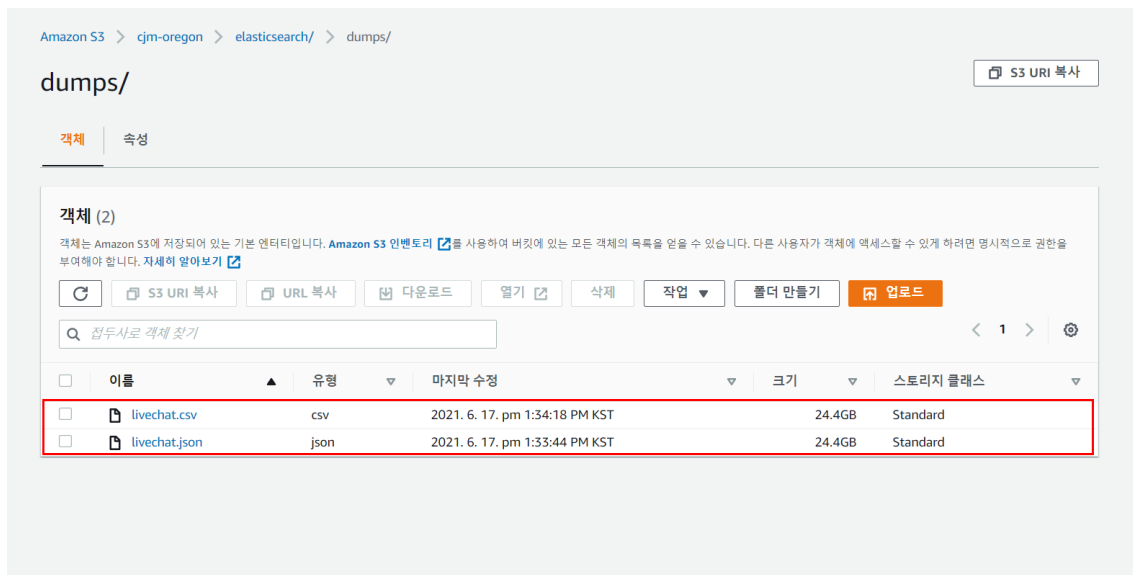 Amazon S3 > cjm-oregon > elasticsearch/ > dumps/
dumps/
S3 URI 복사
객체 속성
객체 (2)
객체는 Amazon S3에 저장되어 있는 기본 엔터티입니다. Amazon S3 인벤토리 를 사용하여 버킷에 있는 모든 객체의 목록을 얻을 수 있습니다. 다른 사용자가 객체에 액세스할 수 있게 하려면 명시적으로 권한을
부여해야 합니다. 자세히 알아보기
S3 URI 복사 URL 복사 다운로드 열기 삭제 작업 폴더 만들기 업로드
접두사로 객체 찾기 < 1 >
이름 유형 마지막 수정 크기 스토리지 클래스
livechat.csv csv 2021. 6. 17. pm 1:34:18 PM KST 24.4GB Standard
livechat.json json 2021. 6. 17. pm 1:33:44 PM KST 24.4GB Standard